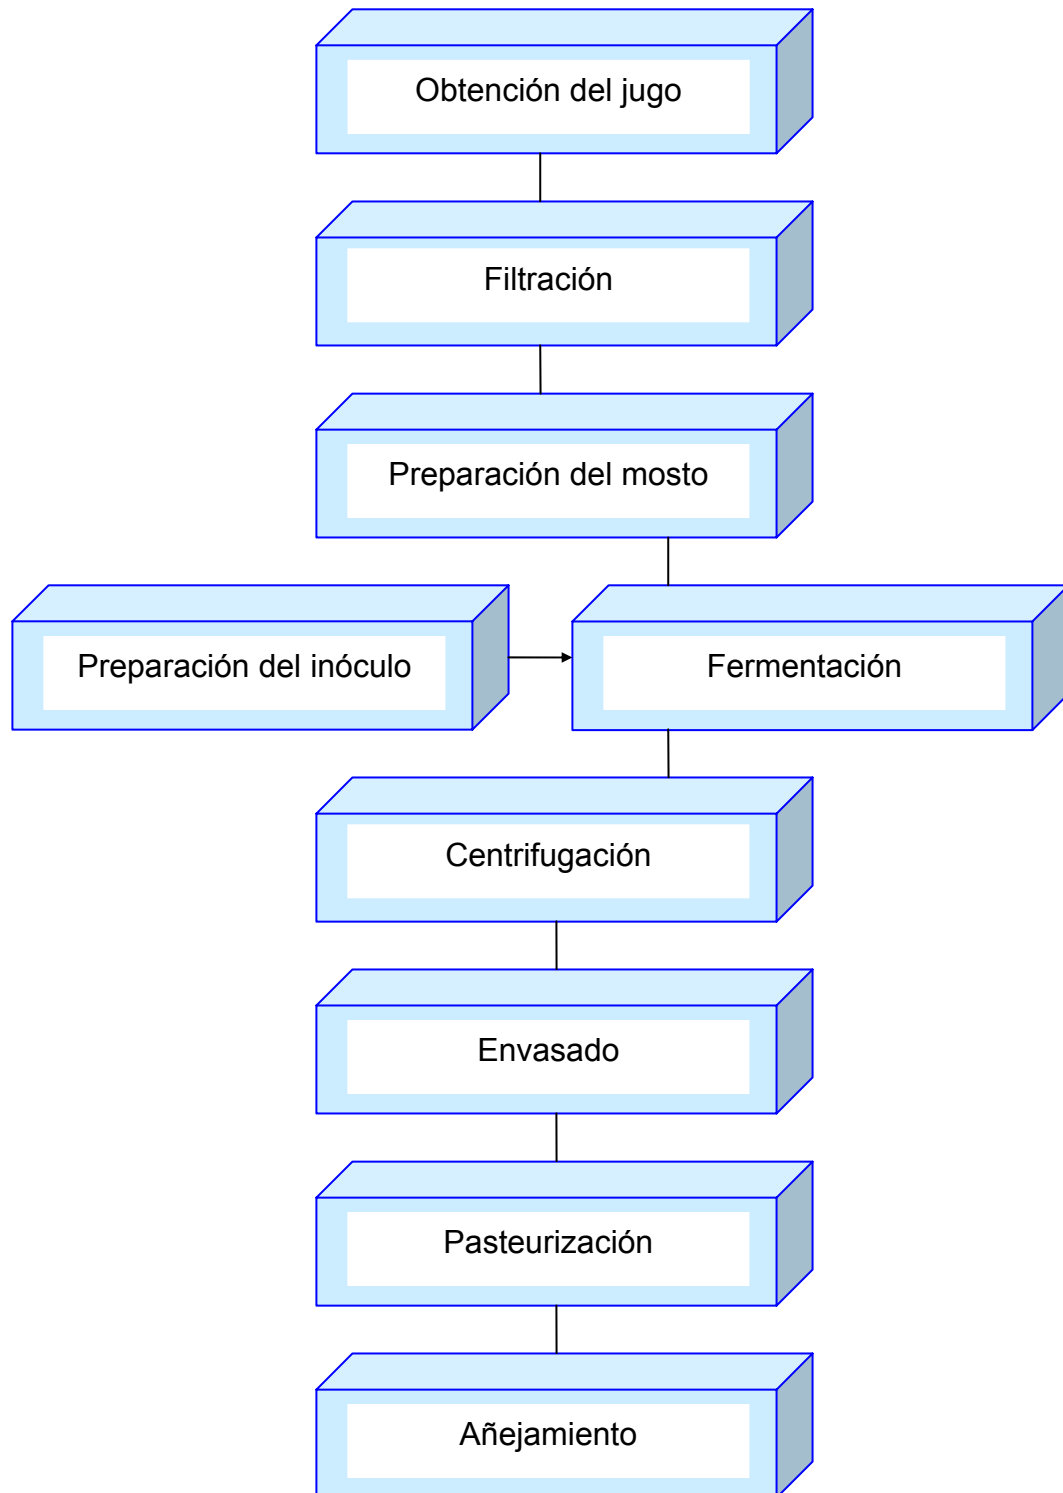 Obtención del jugo
Filtración
Preparación del mosto
Preparación del inóculo
Fermentación
Centrifugación
Envasado
Pasteurización
Añejamiento